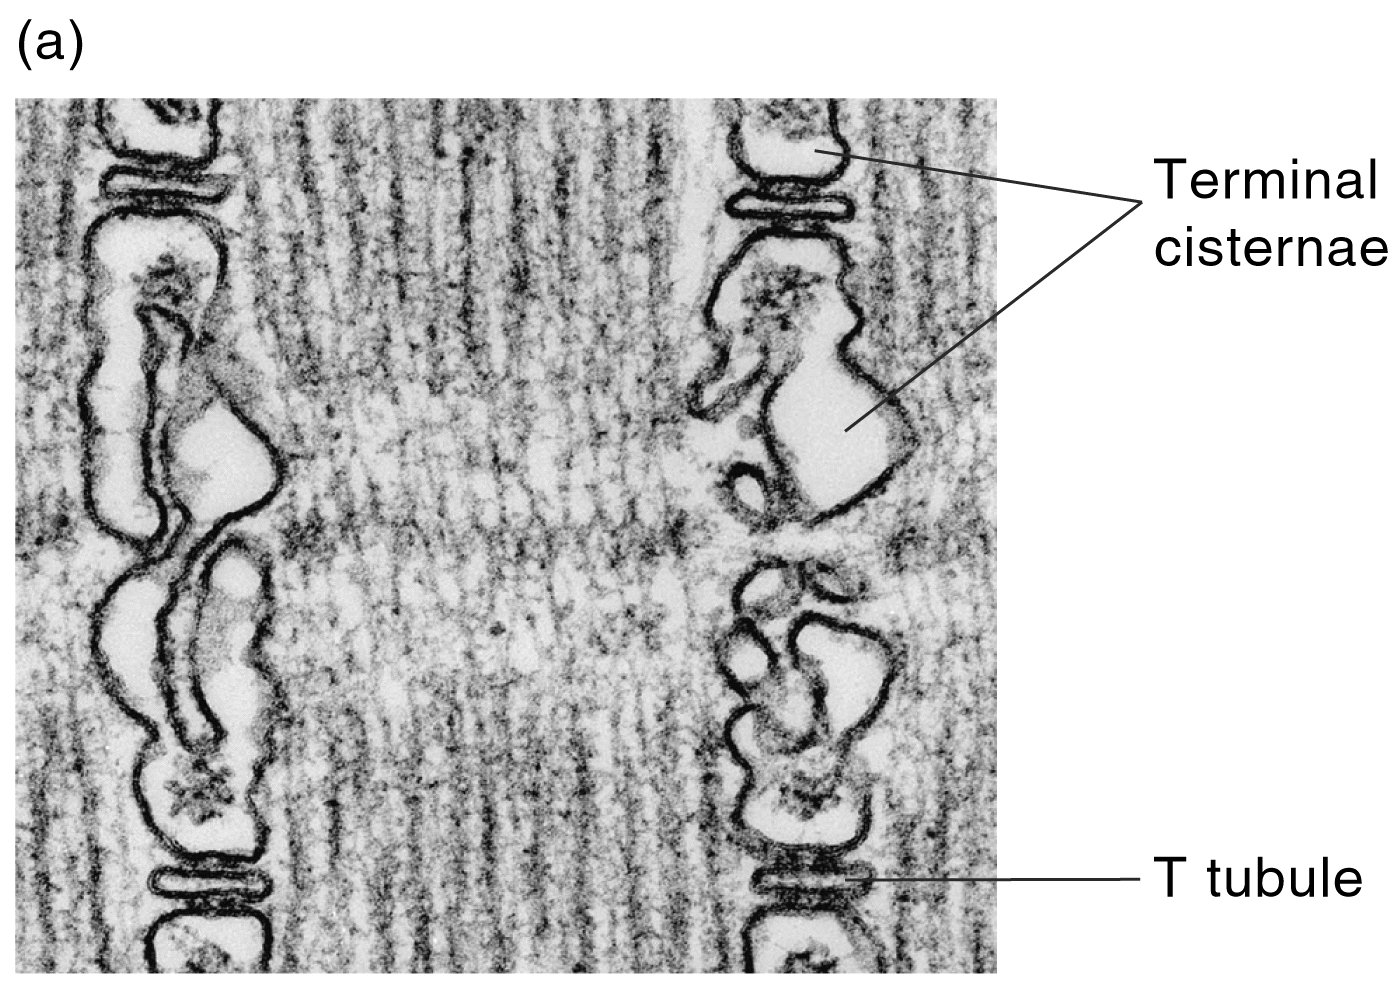 (a)
Terminal
cisternae
T tubule